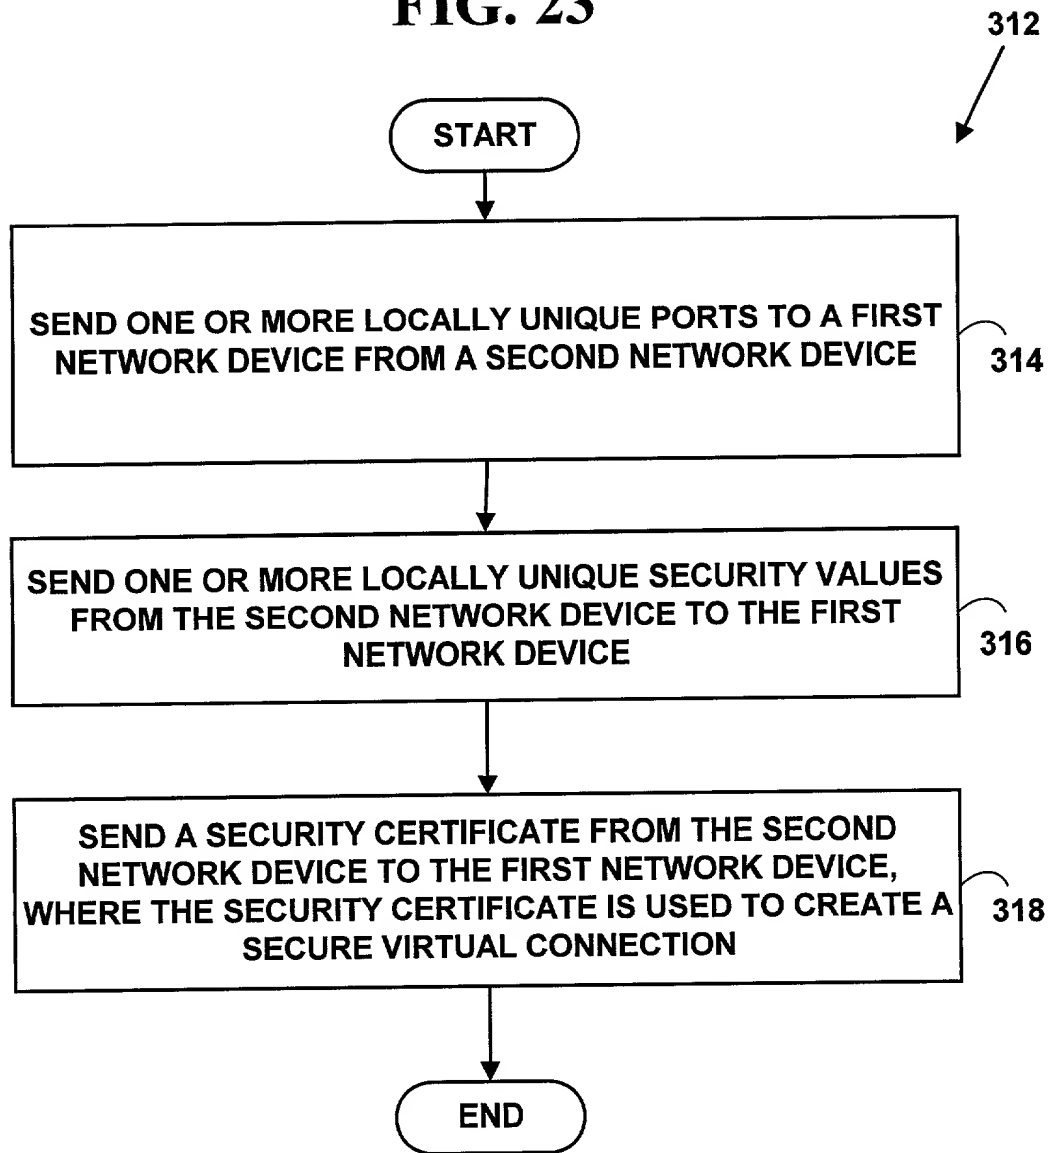 FIG. 23
312
START
SEND ONE OR MORE LOCALLY UNIQUE PORTS TO A FIRST
NETWORK DEVICE FROM A SECOND NETWORK DEVICE
314
SEND ONE OR MORE LOCALLY UNIQUE SECURITY VALUES
FROM THE SECOND NETWORK DEVICE TO THE FIRST
NETWORK DEVICE
316
SEND A SECURITY CERTIFICATE FROM THE SECOND
NETWORK DEVICE TO THE FIRST NETWORK DEVICE,
WHERE THE SECURITY CERTIFICATE IS USED TO CREATE A
SECURE VIRTUAL CONNECTION
318
END